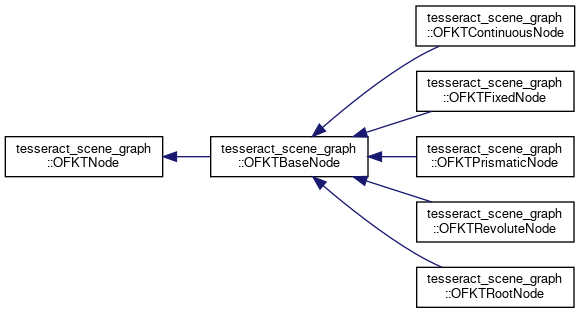 tesseract_scene_graph
::OFKTNode
tesseract_scene_graph
::OFKTBaseNode
tesseract_scene_graph
::OFKTContinuousNode
tesseract_scene_graph
::OFKTFixedNode
tesseract_scene_graph
::OFKTPrismaticNode
tesseract_scene_graph
::OFKTRevoluteNode
tesseract_scene_graph
::OFKTRootNode